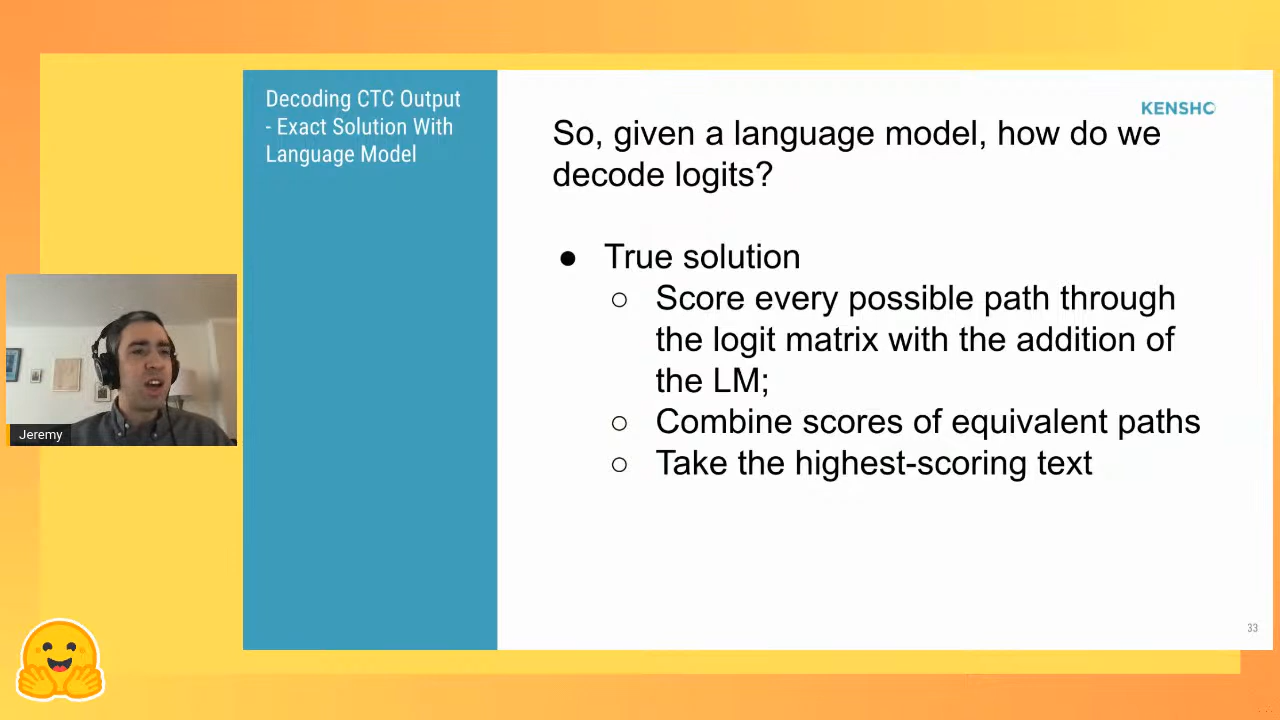 Decoding CTC Output
- Exact Solution With
Language Model
KENSHO
So, given a language model, how do we
decode logits?
● True solution
○ Score every possible path through
the logit matrix with the addition of
the LM;
○ Combine scores of equivalent paths
○ Take the highest-scoring text
Jeremy
33